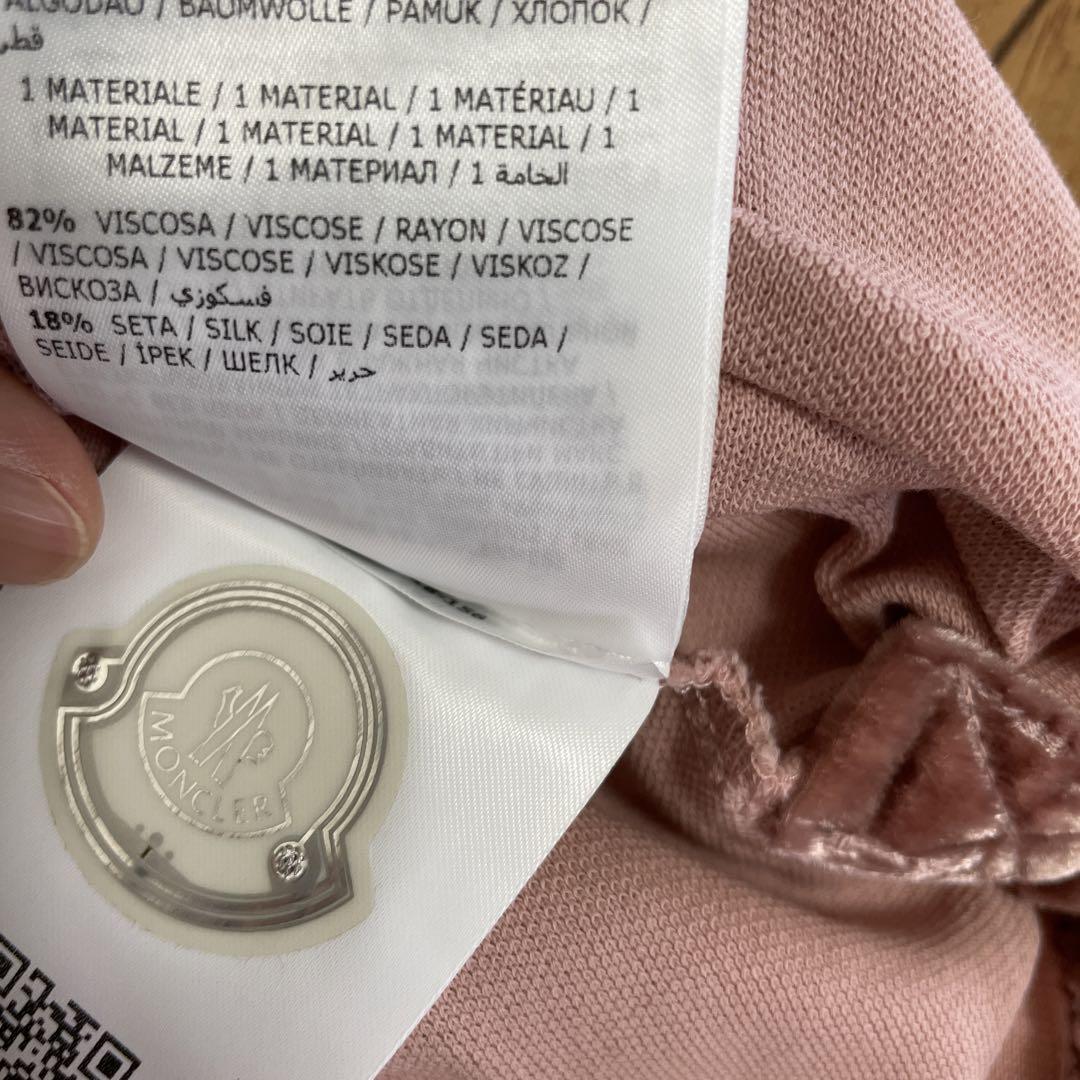 ALGODÃO / BAUMWOLLE / PAMUK / ХЛОПОК /
قطن
1 MATERIALE / 1 MATERIAL / 1 MATÉRIAU / 1
MATERIAL / 1 MATERIAL / 1 MATERIAL / 1
MALZEME / 1 МАТЕРИАЛ / 1 الخامة
82% VISCOSA / VISCOSE / RAYON / VISCOSE
/ VISCOSA / VISCOSE / VISKOSE / VISKOZ /
ВИСКОЗА / فسكوزي
18% SETA / SILK / SOIE / SEDA / SEDA /
SEIDE / İPEK / ШЕЛК / حرير
MONCLER